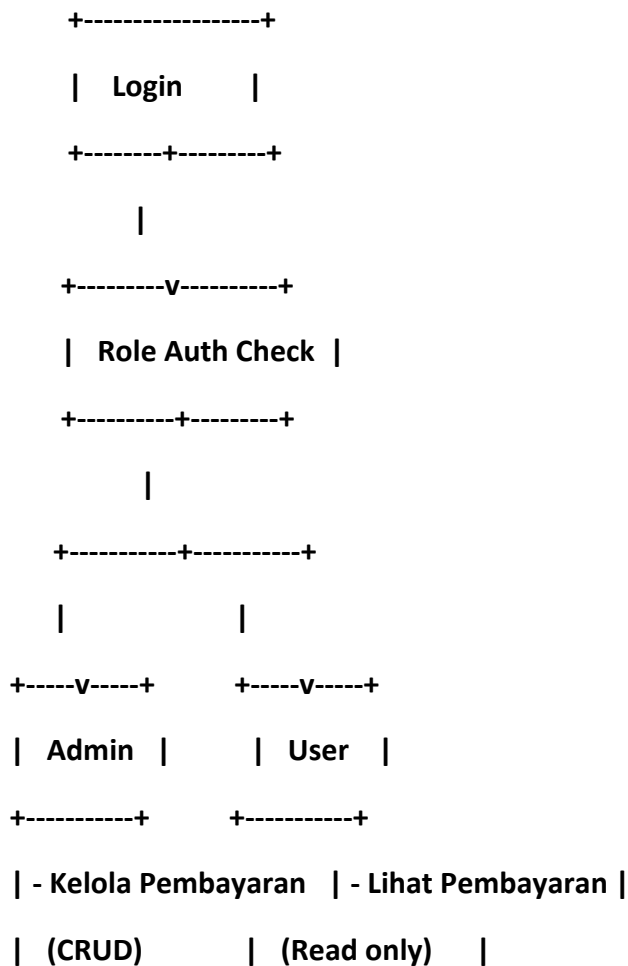 +------------------+
| Login |
+--------+---------+
|
+---------v----------+
| Role Auth Check |
+----------+---------+
|
+-----------+-----------+
| |
+-----v-----+ +-----v-----+
| Admin | | User |
+-----------+ +-----------+
| - Kelola Pembayaran | - Lihat Pembayaran |
| (CRUD) | (Read only) |